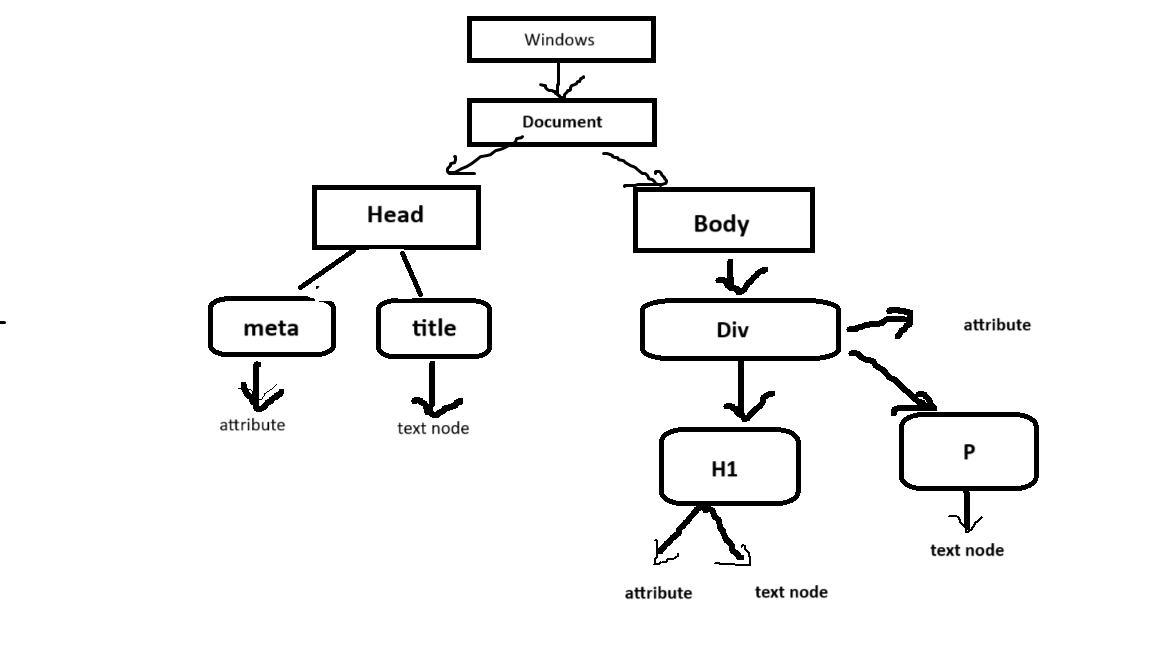 Windows
Document
Head
Body
meta
title
Div
attribute
attribute
text node
H1
P
text node
attribute
text node